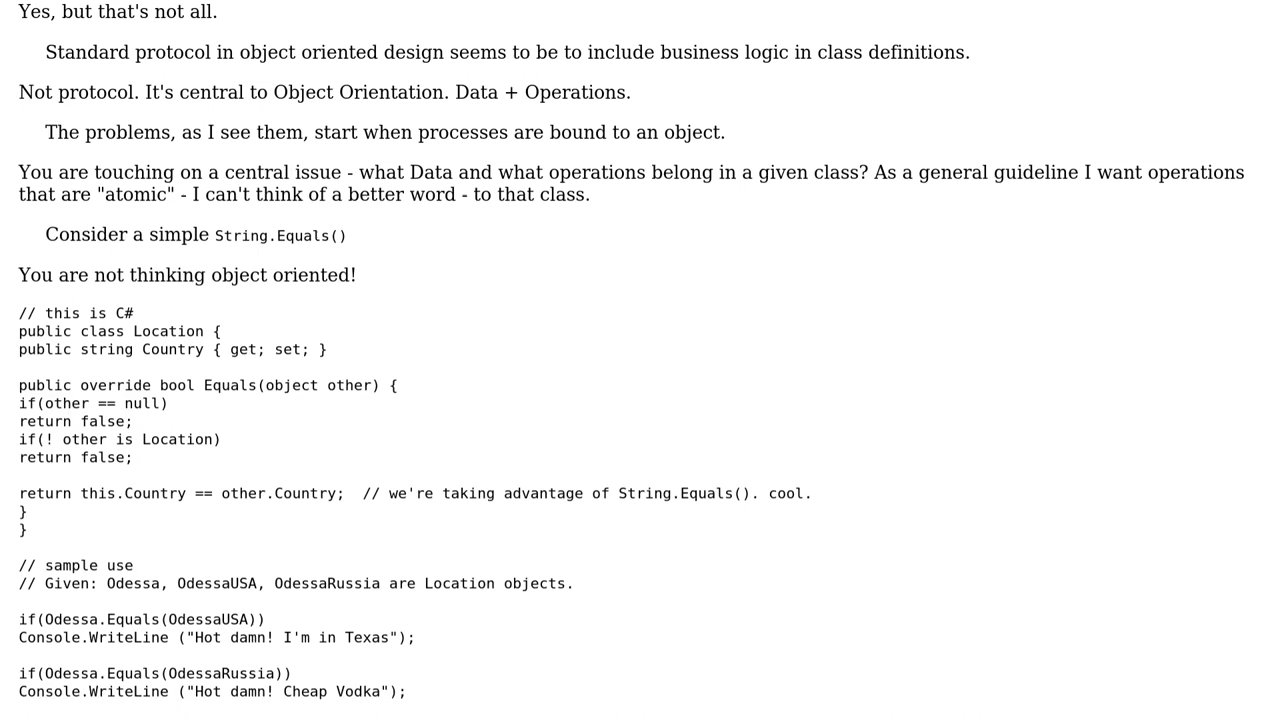 Yes, but that's not all.
Standard protocol in object oriented design seems to be to include business logic in class definitions.
Not protocol. It's central to Object Orientation. Data + Operations.
The problems, as I see them, start when processes are bound to an object.
You are touching on a central issue - what Data and what operations belong in a given class? As a general guideline I want operations
that are "atomic" - I can't think of a better word - to that class.
Consider a simple String.Equals()
You are not thinking object oriented!
// this is C#
public class Location {
public string Country { get; set; }
public override bool Equals(object other) {
if(other == null)
return false;
if(! other is Location)
return false;
return this.Country == other.Country;  // we're taking advantage of String.Equals(). cool.
}
}
// sample use
// Given: Odessa, OdessaUSA, OdessaRussia are Location objects.
if(Odessa.Equals(OdessaUSA))
Console.WriteLine ("Hot damn! I'm in Texas");
if(Odessa.Equals(OdessaRussia))
Console.WriteLine ("Hot damn! Cheap Vodka");